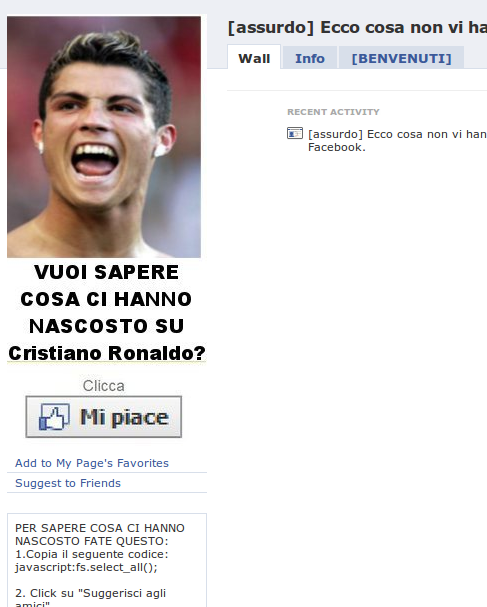 [assurdo] Ecco cosa non vi ha
Wall Info [BENVENUTI]
RECENT ACTIVITY
[assurdo] Ecco cosa non vi han
Facebook.
VUOI SAPERE
COSA CI HANNO
NASCOSTO SU
Cristiano Ronaldo?
Clicca
Mi piace
Add to My Page's Favorites
Suggest to Friends
PER SAPERE COSA CI HANNO
NASCOSTO FATE QUESTO:
1.Copia il seguente codice:
javascript:fs.select_all();
2. Click su "Suggerisci agli
amici"